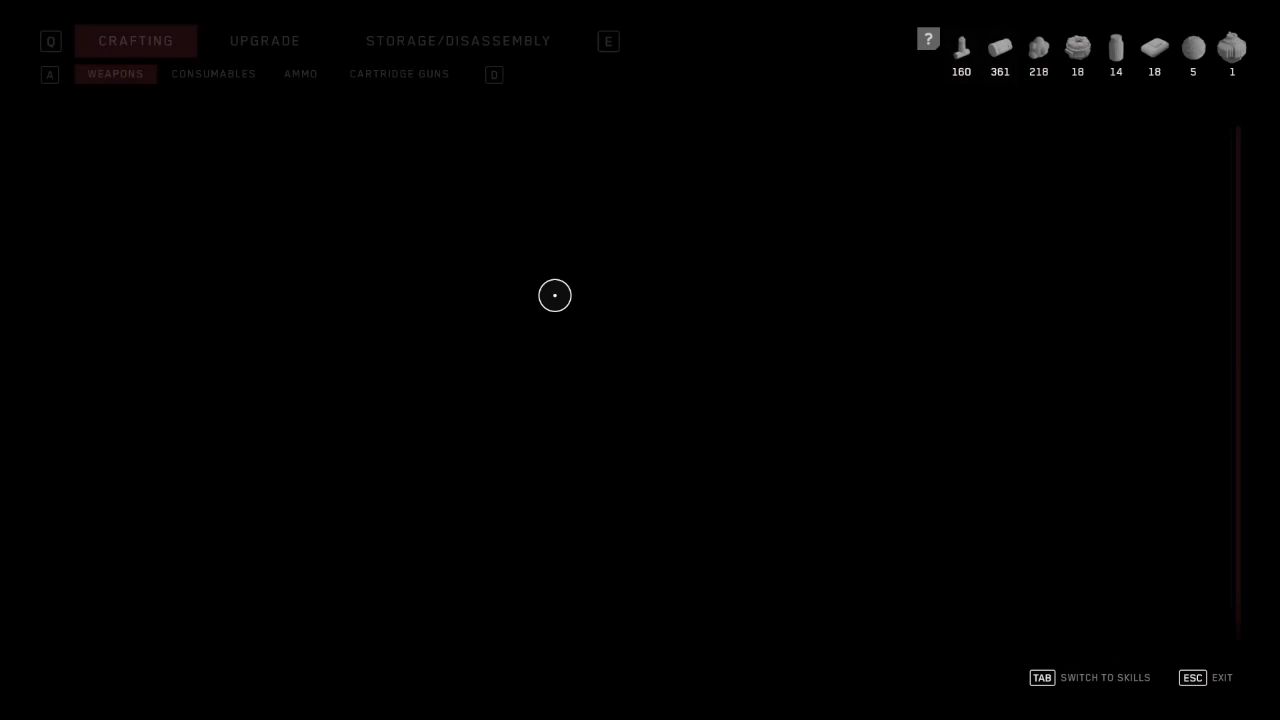 Q CRAFTING UPGRADE STORAGE/DISASSEMBLY E ?
A WEAPONS CONSUMABLES AMMO CARTRIDGE GUNS D
160 361 218 18 14 18 5 1
TAB SWITCH TO SKILLS ESC EXIT